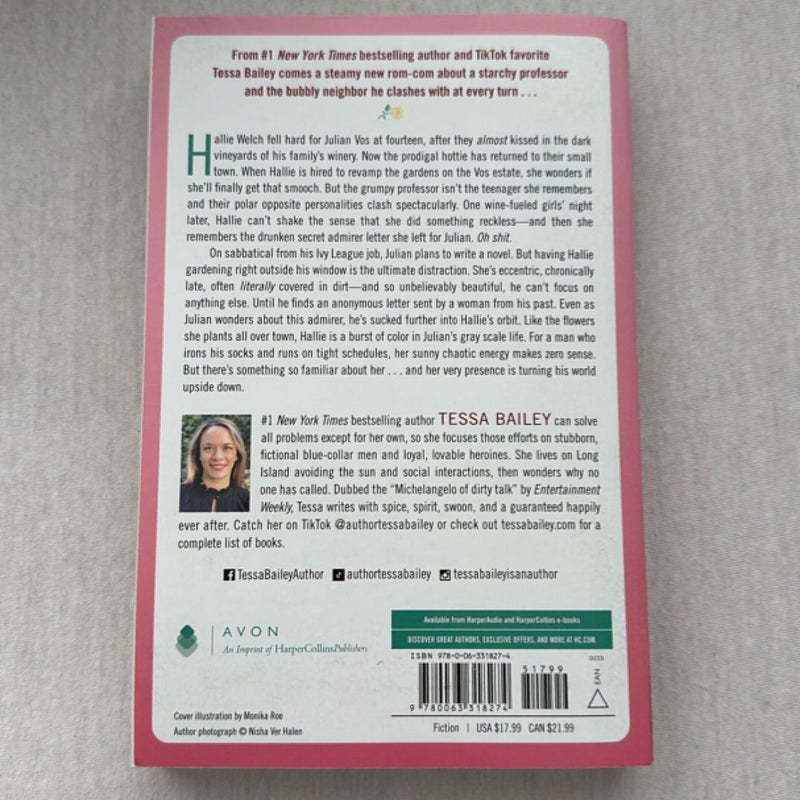 From #1 New York Times bestselling author and TikTok favorite
Tessa Bailey comes a steamy new rom-com about a starchy professor
and the bubbly neighbor he clashes with at every turn . . .
Hallie Welch fell hard for Julian Vos at fourteen, after they almost kissed in the dark
vineyards of his family's winery. Now the prodigal hottie has returned to their small
town. When Hallie is hired to revamp the gardens on the Vos estate, she wonders if
she'll finally get that smooch. But the grumpy professor isn't the teenager she remembers
and their polar opposite personalities clash spectacularly. One wine-fueled girls' night
later, Hallie can't shake the sense that she did something reckless—and then she
remembers the drunken secret admirer letter she left for Julian. Oh shit.
On sabbatical from his Ivy League job, Julian plans to write a novel. But having Hallie
gardening right outside his window is the ultimate distraction. She's eccentric, chronically
late, often literally covered in dirt—and so unbelievably beautiful, he can't focus on
anything else. Until he finds an anonymous letter sent by a woman from his past. Even as
Julian wonders about this admirer, he's sucked further into Hallie's orbit. Like the flowers
she plants all over town, Hallie is a burst of color in Julian's gray scale life. For a man who
irons his socks and runs on tight schedules, her sunny chaotic energy makes zero sense.
But there's something so familiar about her . . . and her very presence is turning his world
upside down.
#1 New York Times bestselling author TESSA BAILEY can solve
all problems except for her own, so she focuses those efforts on stubborn,
fictional blue-collar men and loyal, lovable heroines. She lives on Long
Island avoiding the sun and social interactions, then wonders why no
one has called. Dubbed the "Michelangelo of dirty talk" by Entertainment
Weekly, Tessa writes with spice, spirit, swoon, and a guaranteed happily
ever after. Catch her on TikTok @authortessabailey or check out tessabailey.com for a
complete list of books.
TessaBaileyAuthor authortessabailey tessabaileyisanauthor
AVON
An Imprint of HarperCollinsPublishers
Available from HarperAudio and HarperCollins e-books
DISCOVER GREAT AUTHORS, EXCLUSIVE OFFERS, AND MORE AT HC.COM.
ISBN 978-0-06-331827-4
0223
51799
EAN
9 780063 318274
Cover illustration by Monika Roe
Author photograph © Nisha Ver Halen
Fiction | USA $17.99 CAN $21.99